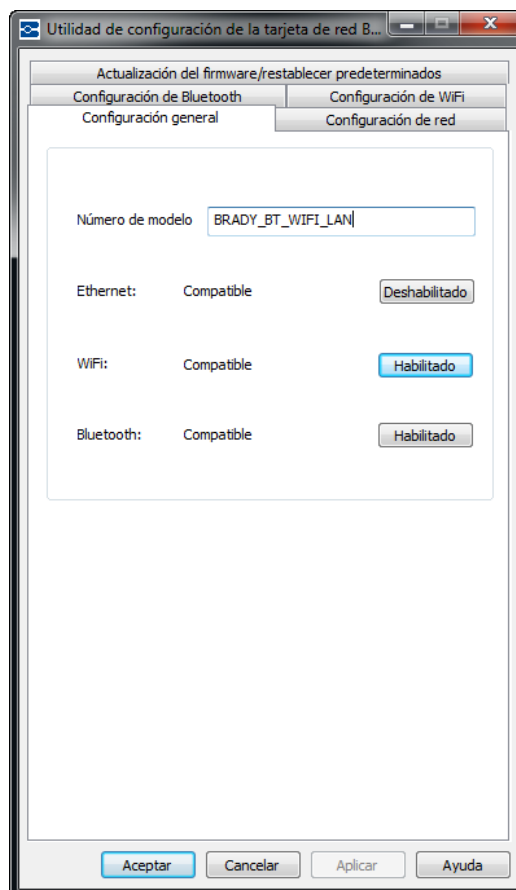 Utilidad de configuración de la tarjeta de red B...
Actualización del firmware/restablecer predeterminados
Configuración de Bluetooth
Configuración de WiFi
Configuración general
Configuración de red
Número de modelo
BRADY_BT_WIFI_LAN
Ethernet:
Compatible
Deshabilitado
WiFi:
Compatible
Habilitado
Bluetooth:
Compatible
Habilitado
Aceptar
Cancelar
Aplicar
Ayuda